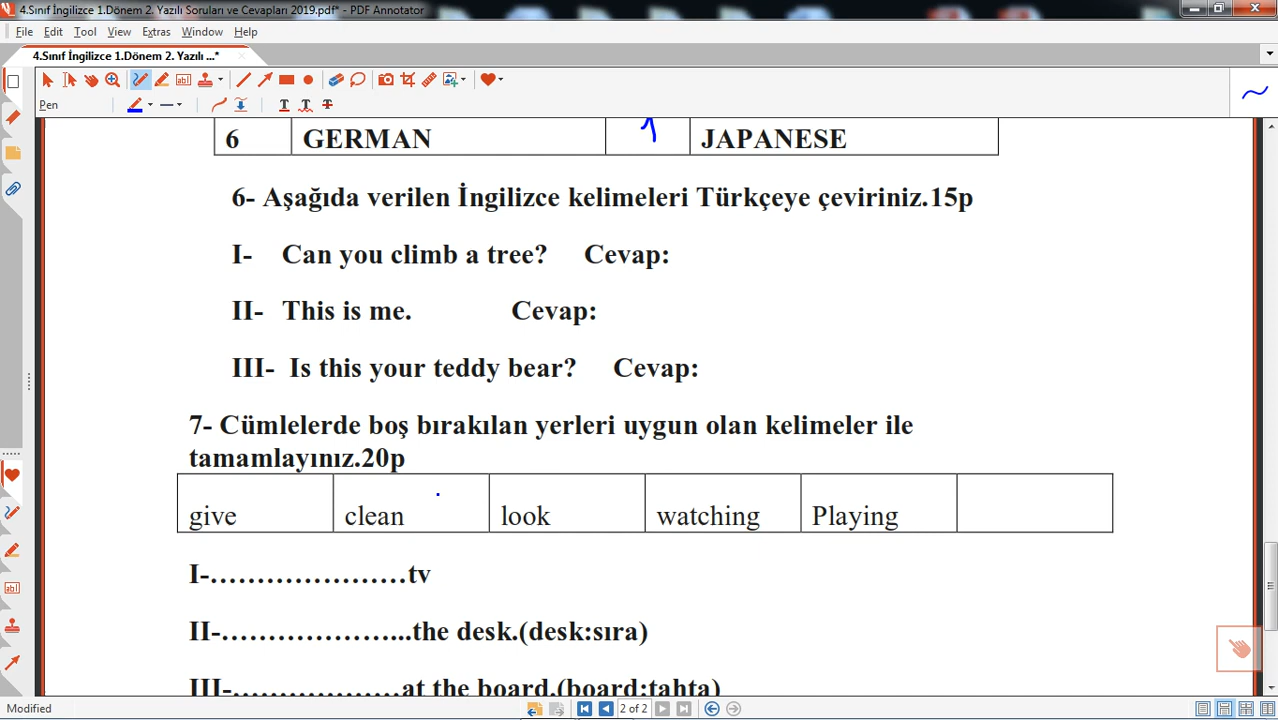 4.Sınıf İngilizce 1.Dönem 2. Yazılı Soruları ve Cevapları 2019.pdf* - PDF Annotator
File Edit Tool View Extras Window Help
4.Sınıf İngilizce 1.Dönem 2. Yazılı ...*
Pen
6 GERMAN JAPANESE
6- Aşağıda verilen İngilizce kelimeleri Türkçeye çeviriniz.15p
I- Can you climb a tree? Cevap:
II- This is me. Cevap:
III- Is this your teddy bear? Cevap:
7- Cümlelerde boş bırakılan yerleri uygun olan kelimeler ile
tamamlayınız.20p
give clean look watching Playing
I-…………………tv
II-………………...the desk.(desk:sıra)
III-………………at the board.(board:tahta)
Modified 2 of 2